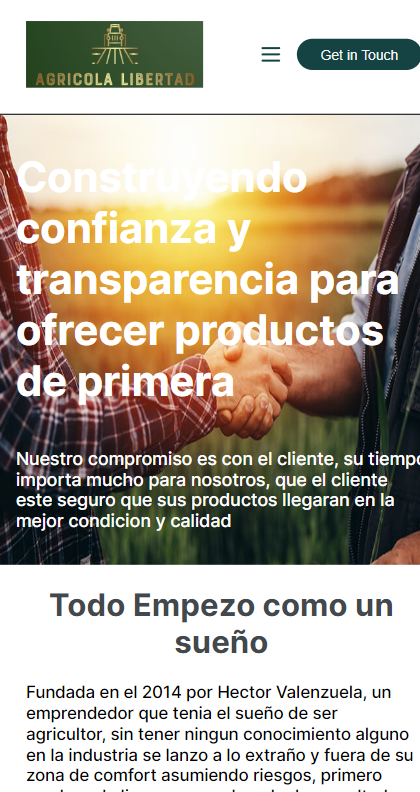 AGRICOLA LIBERTAD
Get in Touch
Construyendo
confianza y
transparencia para
ofrecer productos
de primera
Nuestro compromiso es con el cliente, su tiempo
importa mucho para nosotros, que el cliente
este seguro que sus productos llegaran en la
mejor condicion y calidad
Todo Empezo como un
sueño
Fundada en el 2014 por Hector Valenzuela, un
emprendedor que tenia el sueño de ser
agricultor, sin tener ningun conocimiento alguno
en la industria se lanzo a lo extraño y fuera de su
zona de comfort asumiendo riesgos, primero